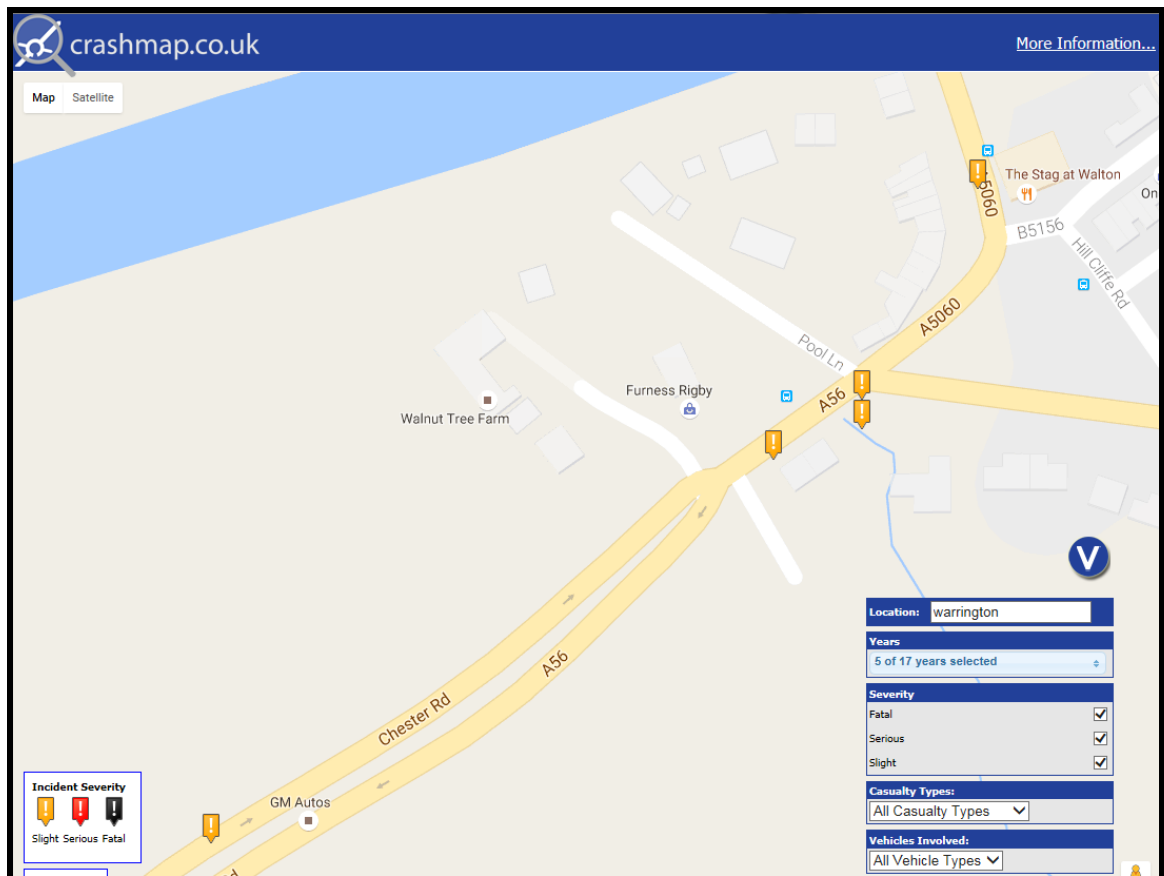 crashmap.co.uk
More Information...
Map Satellite
The Stag at Walton
On
5060
B5156
Hill Cliffe Rd
A5060
Pool Ln
Furness Rigby
A56
Walnut Tree Farm
V
Location: warrington
Years
5 of 17 years selected
A56
Severity
Fatal
Serious
Slight
Chester Rd
Incident Severity
Slight Serious Fatal
GM Autos
Casualty Types:
All Casualty Types
Vehicles Involved:
All Vehicle Types